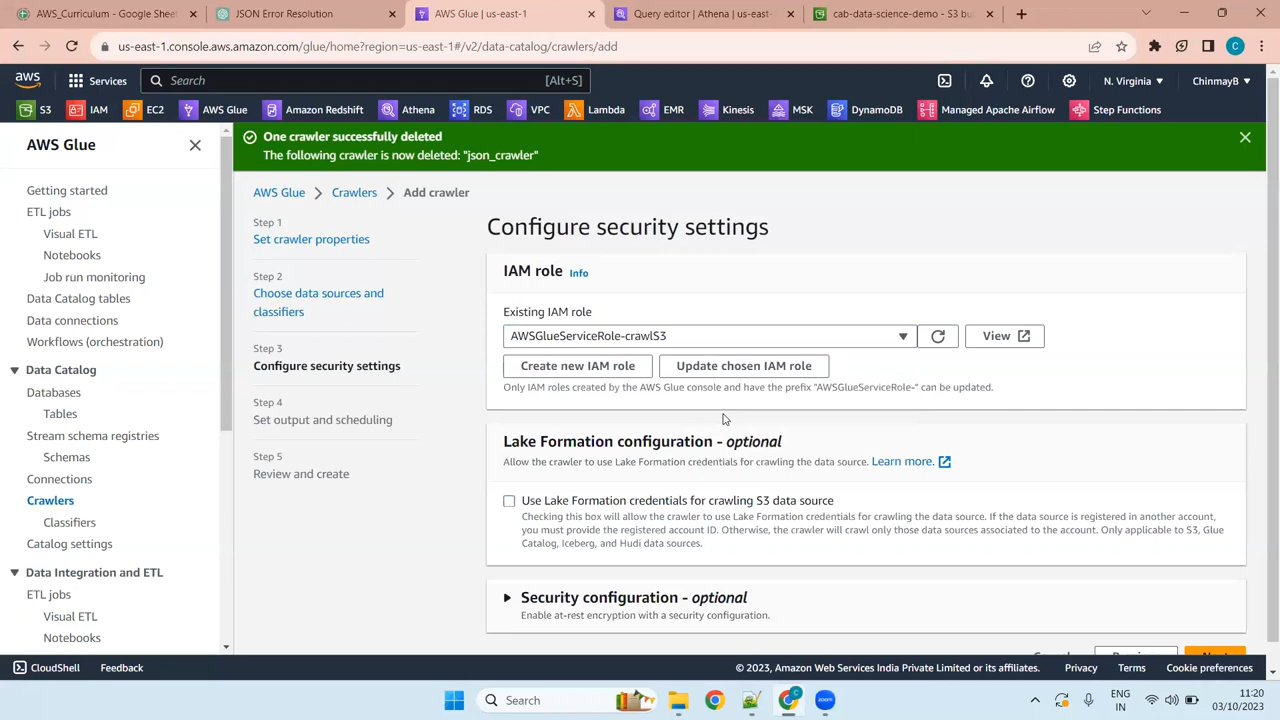 AWS_Curriculum - Google Sheet
JSON Error Resolution
AWS Glue | us-east-1
Query editor | Athena | us-east-1
cab-data-science-demo - S3 bu
us-east-1.console.aws.amazon.com/glue/home?region=us-east-1#/v2/data-catalog/crawlers/add
C
aws
Services
Search
[Alt+S]
N. Virginia
ChinmayB
S3
IAM
EC2
AWS Glue
Amazon Redshift
Athena
RDS
VPC
Lambda
EMR
Kinesis
MSK
DynamoDB
Managed Apache Airflow
Step Functions
AWS Glue
Getting started
ETL jobs
Visual ETL
Notebooks
Job run monitoring
Data Catalog tables
Data connections
Workflows (orchestration)
Data Catalog
Databases
Tables
Stream schema registries
Schemas
Connections
Crawlers
Classifiers
Catalog settings
Data Integration and ETL
ETL jobs
Visual ETL
Notebooks
One crawler successfully deleted
The following crawler is now deleted: "json_crawler"
AWS Glue
Crawlers
Add crawler
Step 1
Set crawler properties
Step 2
Choose data sources and
classifiers
Step 3
Configure security settings
Step 4
Set output and scheduling
Step 5
Review and create
Configure security settings
IAM role Info
Existing IAM role
AWSGlueServiceRole-crawlS3
View
Create new IAM role
Update chosen IAM role
Only IAM roles created by the AWS Glue console and have the prefix "AWSGlueServiceRole-" can be updated.
Lake Formation configuration - optional
Allow the crawler to use Lake Formation credentials for crawling the data source. Learn more.
Use Lake Formation credentials for crawling S3 data source
Checking this box will allow the crawler to use Lake Formation credentials for crawling the data source. If the data source is registered in another account,
you must provide the registered account ID. Otherwise, the crawler will crawl only those data sources associated to the account. Only applicable to S3, Glue
Catalog, Iceberg, and Hudi data sources.
Security configuration - optional
Enable at-rest encryption with a security configuration.
CloudShell
Feedback
© 2023, Amazon Web Services India Private Limited or its affiliates.
Privacy
Terms
Cookie preferences
Search
C
zoom
ENG
IN
11:20
03/10/2023